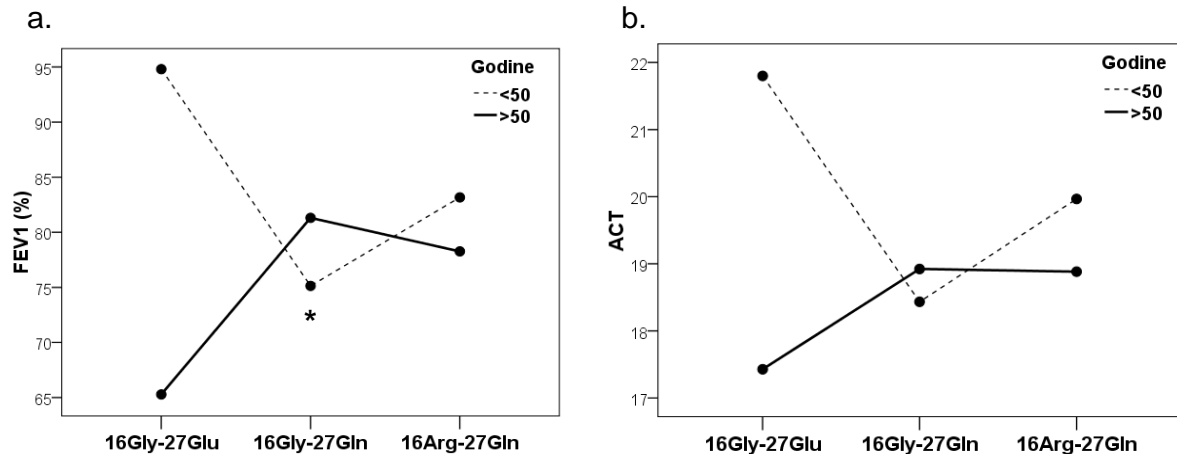 a.
Godine
<50
>50
FEV1 (%)
95
90
85
80
75
70
65
*
16Gly-27Glu 16Gly-27Gln 16Arg-27Gln
b.
Godine
<50
>50
ACT
22
21
20
19
18
17
16Gly-27Glu 16Gly-27Gln 16Arg-27Gln